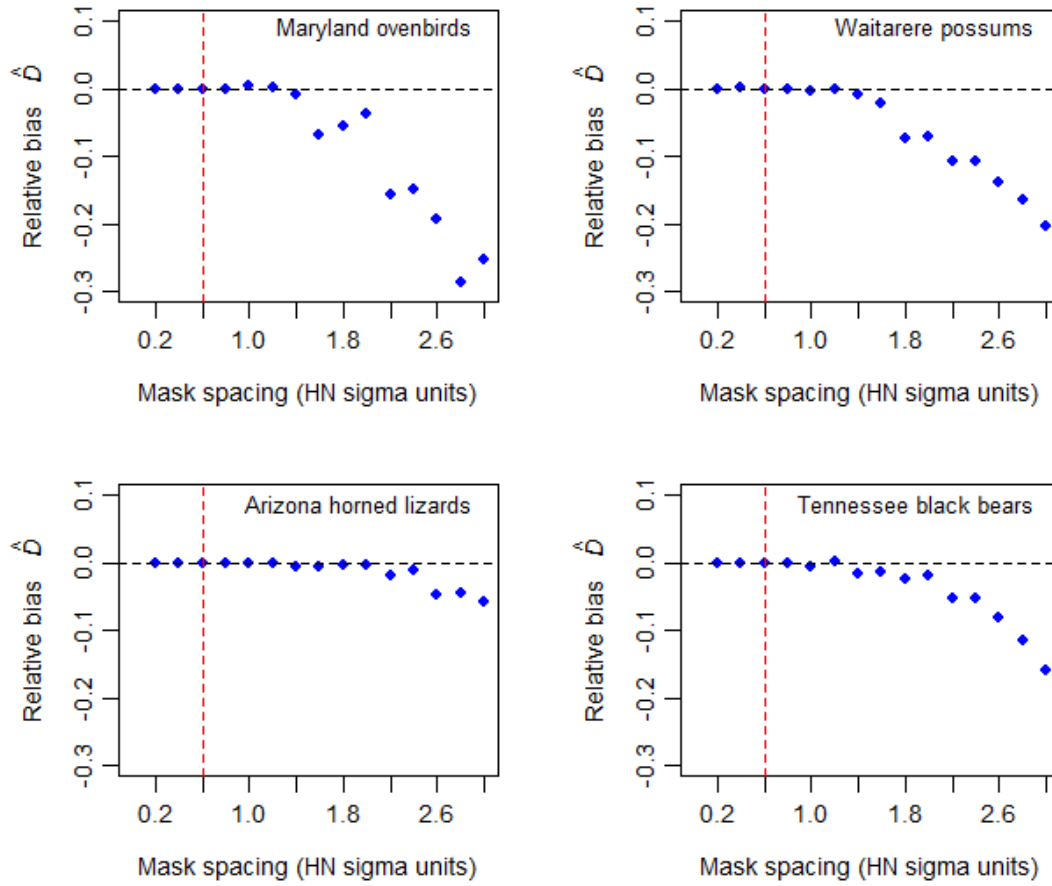 Maryland ovenbirds
Relative bias D̂
0.1
0.0
-0.1
-0.2
-0.3
0.2 1.0 1.8 2.6
Mask spacing (HN sigma units)
Waitarere possums
Relative bias D̂
0.1
0.0
-0.1
-0.2
-0.3
0.2 1.0 1.8 2.6
Mask spacing (HN sigma units)
Arizona horned lizards
Relative bias D̂
0.1
0.0
-0.1
-0.2
-0.3
0.2 1.0 1.8 2.6
Mask spacing (HN sigma units)
Tennessee black bears
Relative bias D̂
0.1
0.0
-0.1
-0.2
-0.3
0.2 1.0 1.8 2.6
Mask spacing (HN sigma units)